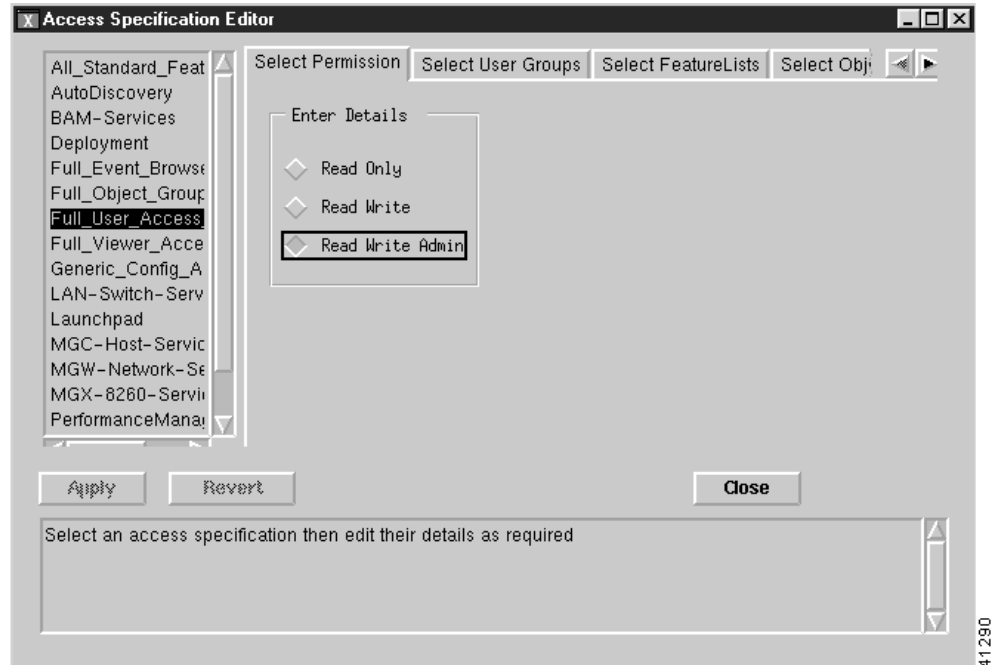 X Access Specification Editor
Select Permission Select User Groups Select FeatureLists Select Obj
All_Standard_Feat
AutoDiscovery
BAM-Services
Deployment
Full_Event_Browse
Full_Object_Group
Full_User_Access_
Full_Viewer_Acce
Generic_Config_A
LAN-Switch-Serv
Launchpad
MGC-Host-Servic
MGW-Network-Se
MGX-8260-Servi
PerformanceMana
Enter Details
Read Only
Read Write
Read Write Admin
Apply Revert Close
Select an access specification then edit their details as required
41290